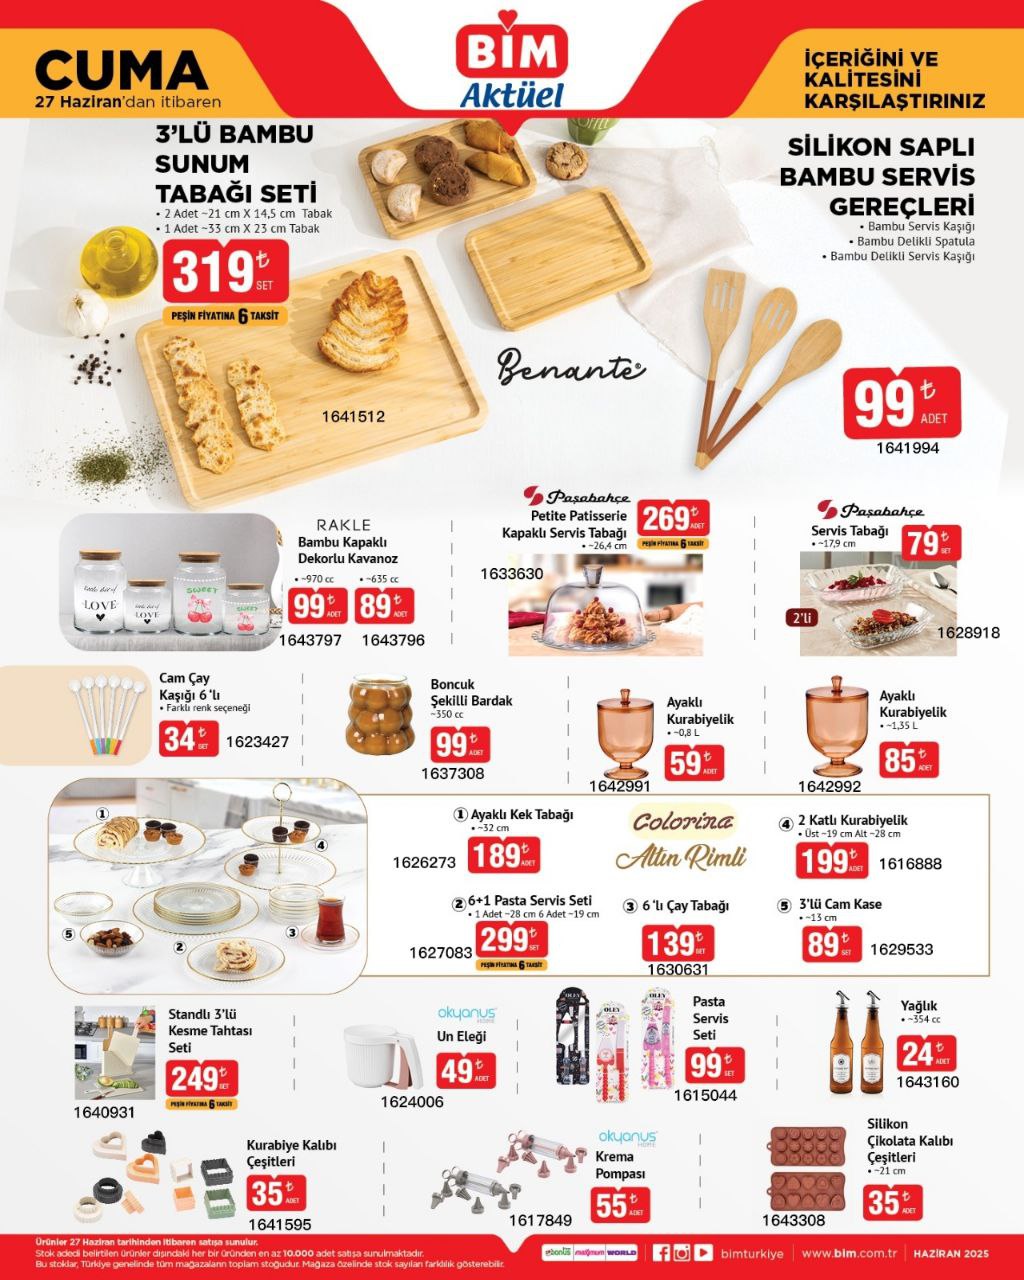 CUMA
27 Haziran'dan itibaren
BİM
Aktüel
İÇERİĞİNİ VE
KALİTESİNİ
KARŞILAŞTIRINIZ
3'LÜ BAMBU
SUNUM
TABAĞI SETİ
• 2 Adet ~21 cm X 14,5 cm Tabak
• 1 Adet ~33 cm X 23 cm Tabak
319₺
SET
PEŞİN FİYATINA 6 TAKSİT
1641512
Benante®
SİLİKON SAPLI
BAMBU SERVİS
GEREÇLERİ
• Bambu Servis Kaşığı
• Bambu Delikli Spatula
• Bambu Delikli Servis Kaşığı
99₺
ADET
1641994
RAKLE
Bambu Kapaklı
Dekorlu Kavanoz
• ~970 cc • ~635 cc
99₺ ADET 89₺ ADET
1643797 1643796
LOVE
LOVE
SWEET
SWEET
Paşabahçe
Petite Patisserie
Kapaklı Servis Tabağı
• ~26,4 cm
269₺
ADET
PEŞİN FİYATINA 6 TAKSİT
1633630
Paşabahçe
Servis Tabağı
• ~17,9 cm
79₺
SET
2'li
1628918
Cam Çay
Kaşığı 6 'lı
• Farklı renk seçeneği
34₺
SET
1623427
Boncuk
Şekilli Bardak
~350 cc
99₺
ADET
1637308
Ayaklı
Kurabiyelik
• ~0,8 L
59₺
ADET
1642991
Ayaklı
Kurabiyelik
• ~1,35 L
85₺
ADET
1642992
1
4
5
2
3
1 Ayaklı Kek Tabağı
• ~32 cm
189₺
ADET
1626273
Colorina
Altın Rimli
4 2 Katlı Kurabiyelik
• Üst ~19 cm Alt ~28 cm
199₺
ADET
1616888
2 6+1 Pasta Servis Seti
• 1 Adet ~28 cm 6 Adet ~19 cm
299₺
SET
PEŞİN FİYATINA 6 TAKSİT
1627083
3 6 'lı Çay Tabağı
139₺
SET
1630631
5 3'lü Cam Kase
• ~13 cm
89₺
SET
1629533
Standlı 3'lü
Kesme Tahtası
Seti
249₺
SET
PEŞİN FİYATINA 6 TAKSİT
1640931
okyanus
HOME
Un Eleği
49₺
ADET
1624006
OLEY
OLEY
OLEY
Pasta
Servis
Seti
99₺
ADET
1615044
Yağlık
• ~354 cc
24₺
ADET
1643160
Kurabiye Kalıbı
Çeşitleri
35₺
ADET
1641595
okyanus
HOME
Krema
Pompası
55₺
ADET
1617849
Silikon
Çikolata Kalıbı
Çeşitleri
• ~21 cm
35₺
ADET
1643308
Ürünler 27 Haziran tarihinden itibaren satışa sunulur.
Stok adedi belirtilen ürünler dışındaki her bir üründen en az 10.000 adet satışa sunulmaktadır.
Bu stoklar, Türkiye genelinde tüm mağazaların toplam stoğudur. Mağaza özelinde stok sayıları farklılık gösterebilir.
bonus maximum WORLD
bimturkiye
www.bim.com.tr
HAZİRAN 2025